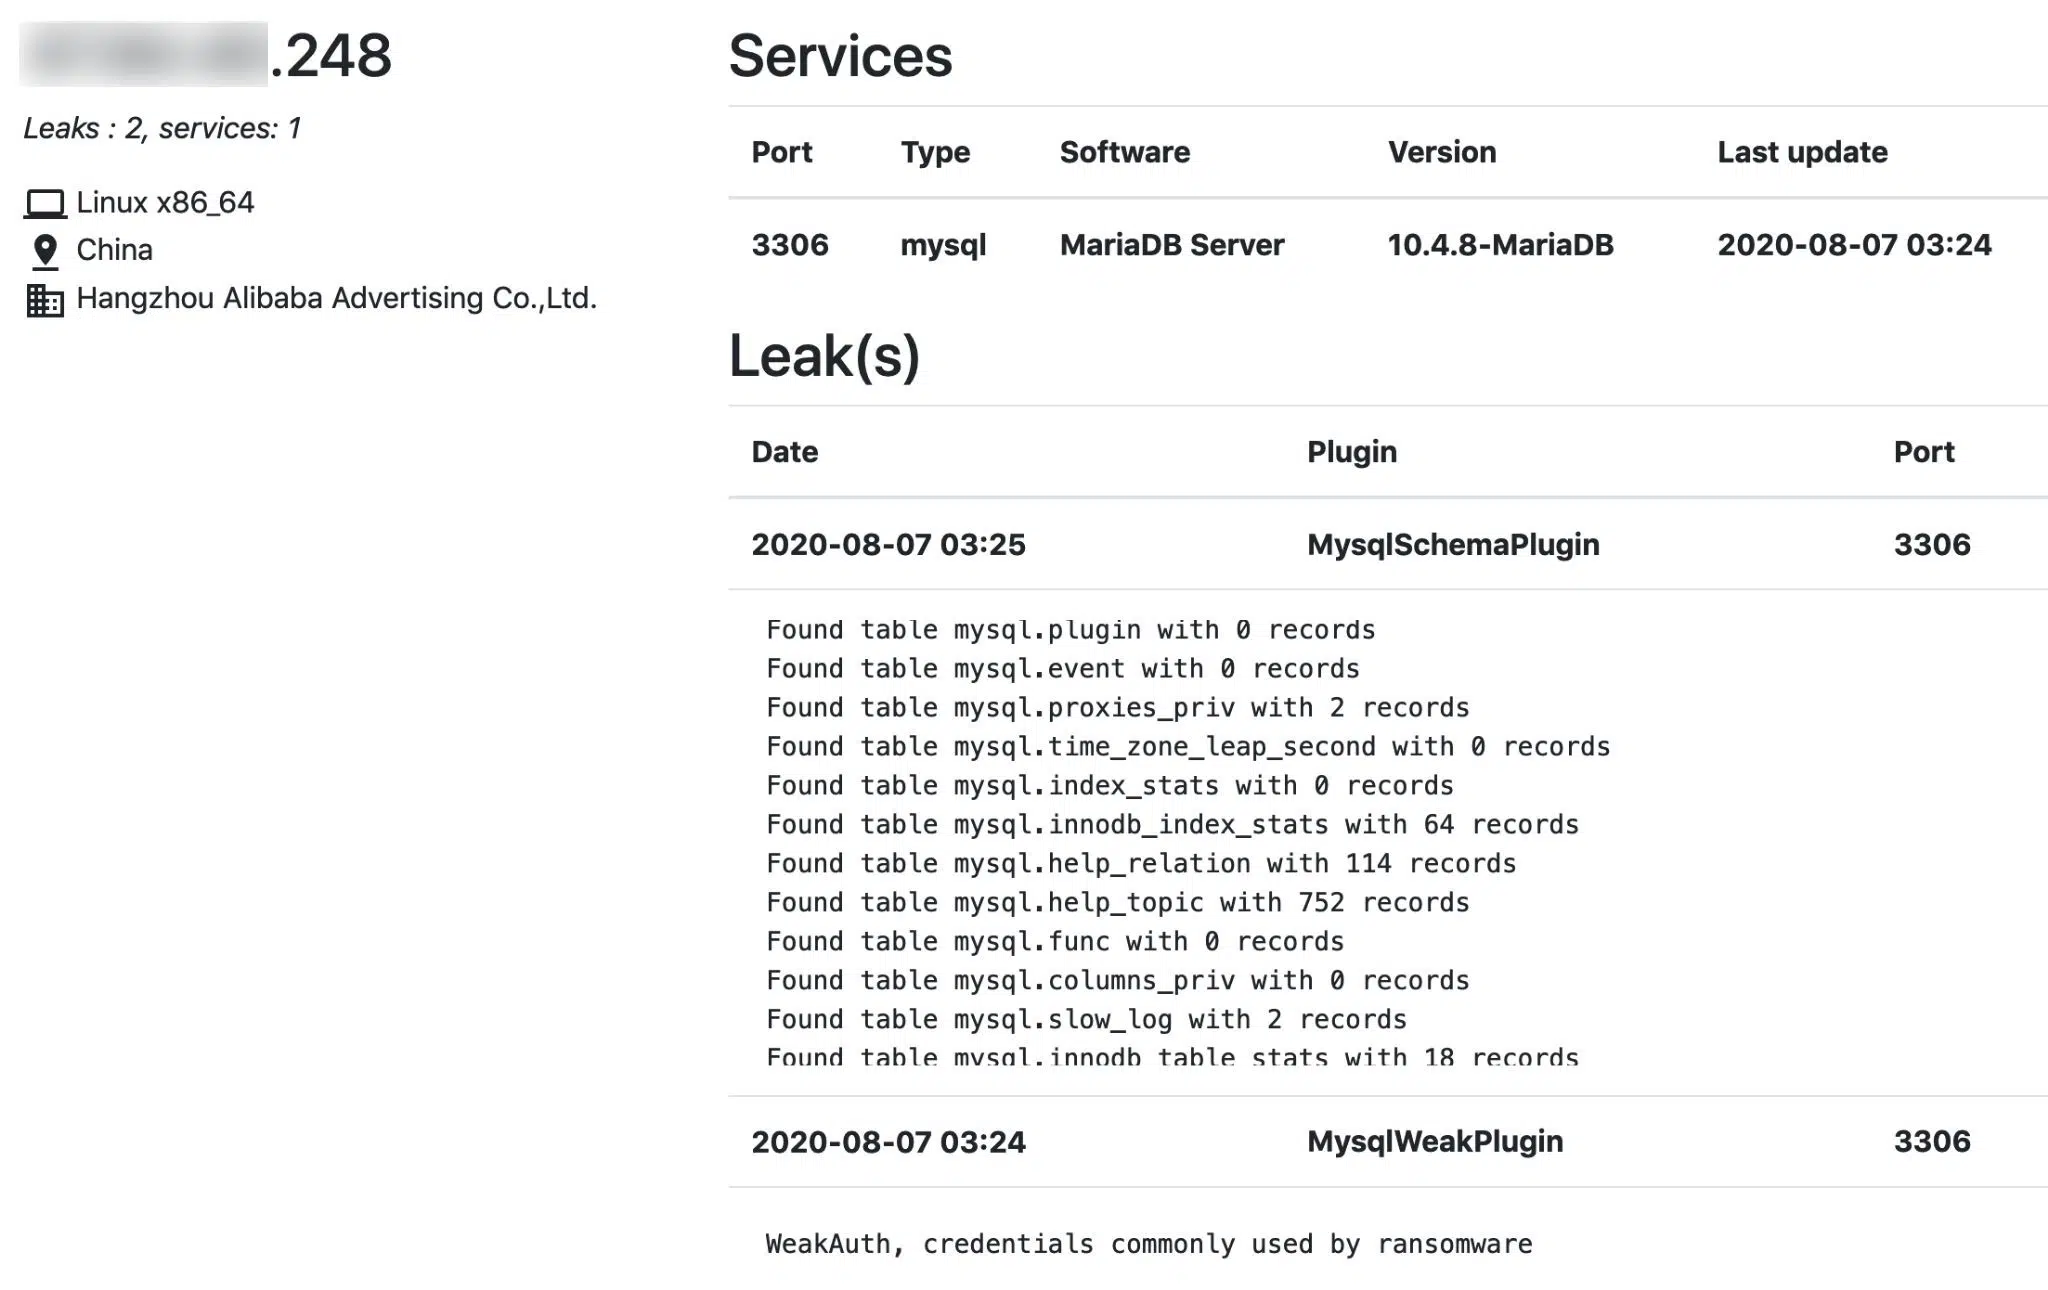 .248
Leaks : 2, services: 1
Linux x86_64
China
Hangzhou Alibaba Advertising Co.,Ltd.
Services
Port Type Software Version Last update
3306 mysql MariaDB Server 10.4.8-MariaDB 2020-08-07 03:24
Leak(s)
Date Plugin Port
2020-08-07 03:25 MysqlSchemaPlugin 3306
Found table mysql.plugin with 0 records
Found table mysql.event with 0 records
Found table mysql.proxies_priv with 2 records
Found table mysql.time_zone_leap_second with 0 records
Found table mysql.index_stats with 0 records
Found table mysql.innodb_index_stats with 64 records
Found table mysql.help_relation with 114 records
Found table mysql.help_topic with 752 records
Found table mysql.func with 0 records
Found table mysql.columns_priv with 0 records
Found table mysql.slow_log with 2 records
Found table mysql.innodb_table_stats with 18 records
2020-08-07 03:24 MysqlWeakPlugin 3306
WeakAuth, credentials commonly used by ransomware